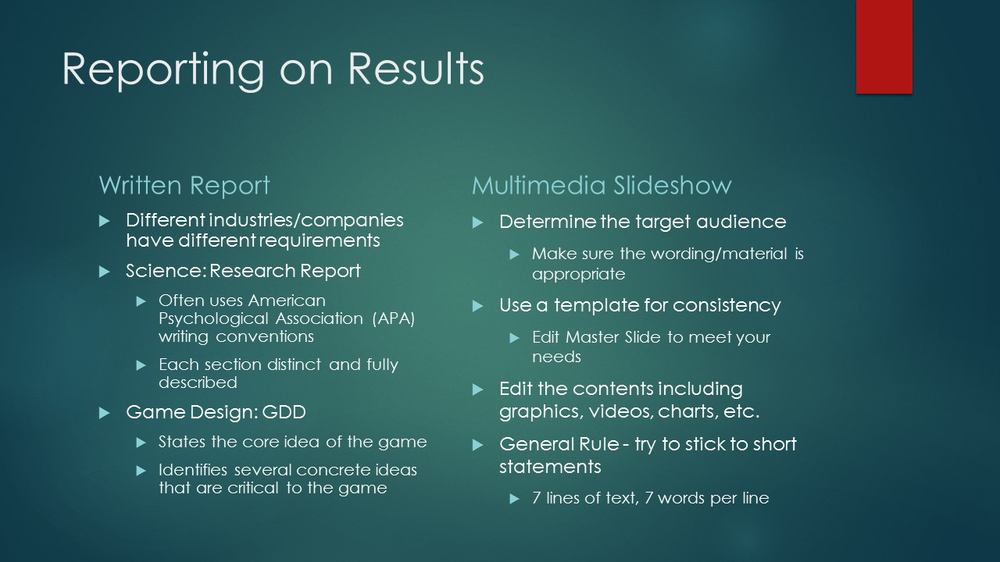 Reporting on Results
Written Report
Different industries/companies
have different requirements
Science: Research Report
Often uses American
Psychological Association (APA)
writing conventions
Each section distinct and fully
described
Game Design: GDD
States the core idea of the game
Identifies several concrete ideas
that are critical to the game
Multimedia Slideshow
Determine the target audience
Make sure the wording/material is
appropriate
Use a template for consistency
Edit Master Slide to meet your
needs
Edit the contents including
graphics, videos, charts, etc.
General Rule - try to stick to short
statements
7 lines of text, 7 words per line